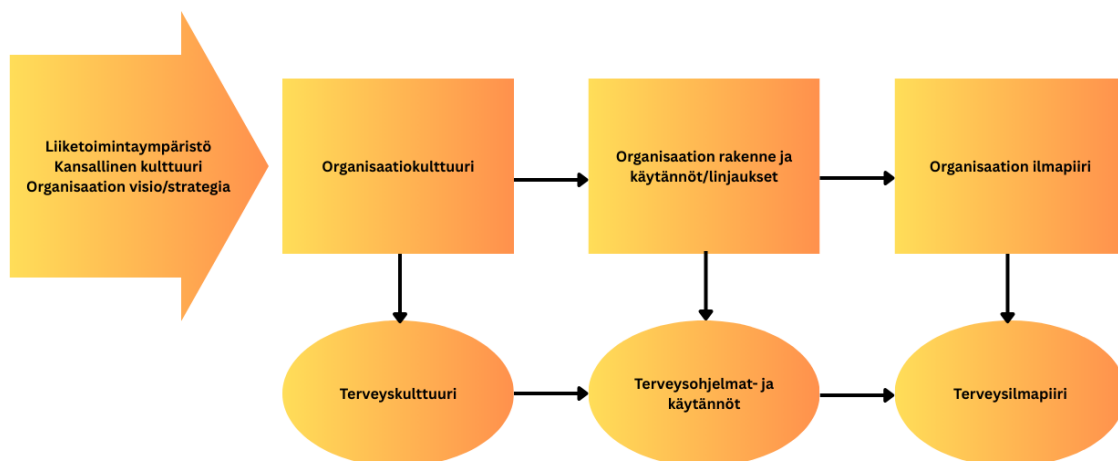 Liiketoimintaympäristö
Kansallinen kulttuuri
Organisaation visio/strategia
Organisaatiokulttuuri
Organisaation rakenne ja
käytännöt/linjaukset
Organisaation ilmapiiri
Terveyskulttuuri
Terveysohjelmat- ja
käytännöt
Terveysilmapiiri